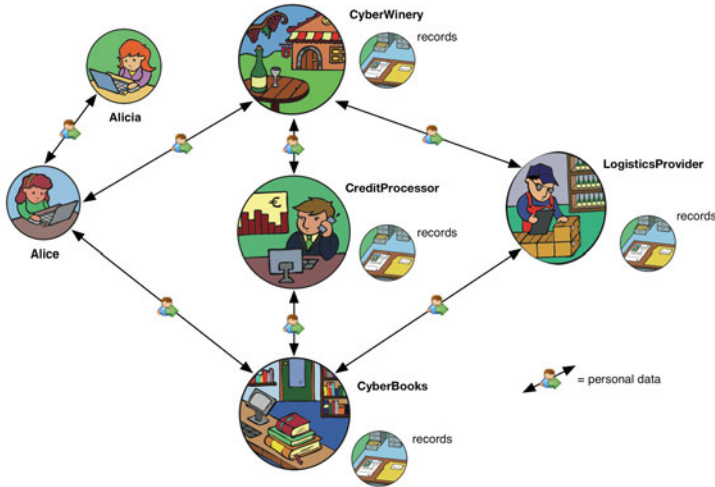 CyberWinery
records
Alicia
LogisticsProvider
CreditProcessor
€
records
records
Alice
CyberBooks
= personal data
records